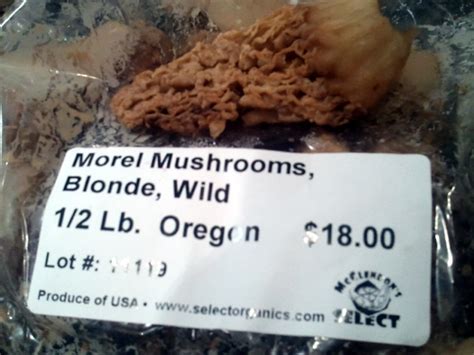 Morel Mushrooms,
Blonde, Wild
1/2 Lb. Oregon $18.00
Lot #:
Produce of USA • www.selectorganics.com
SELECT